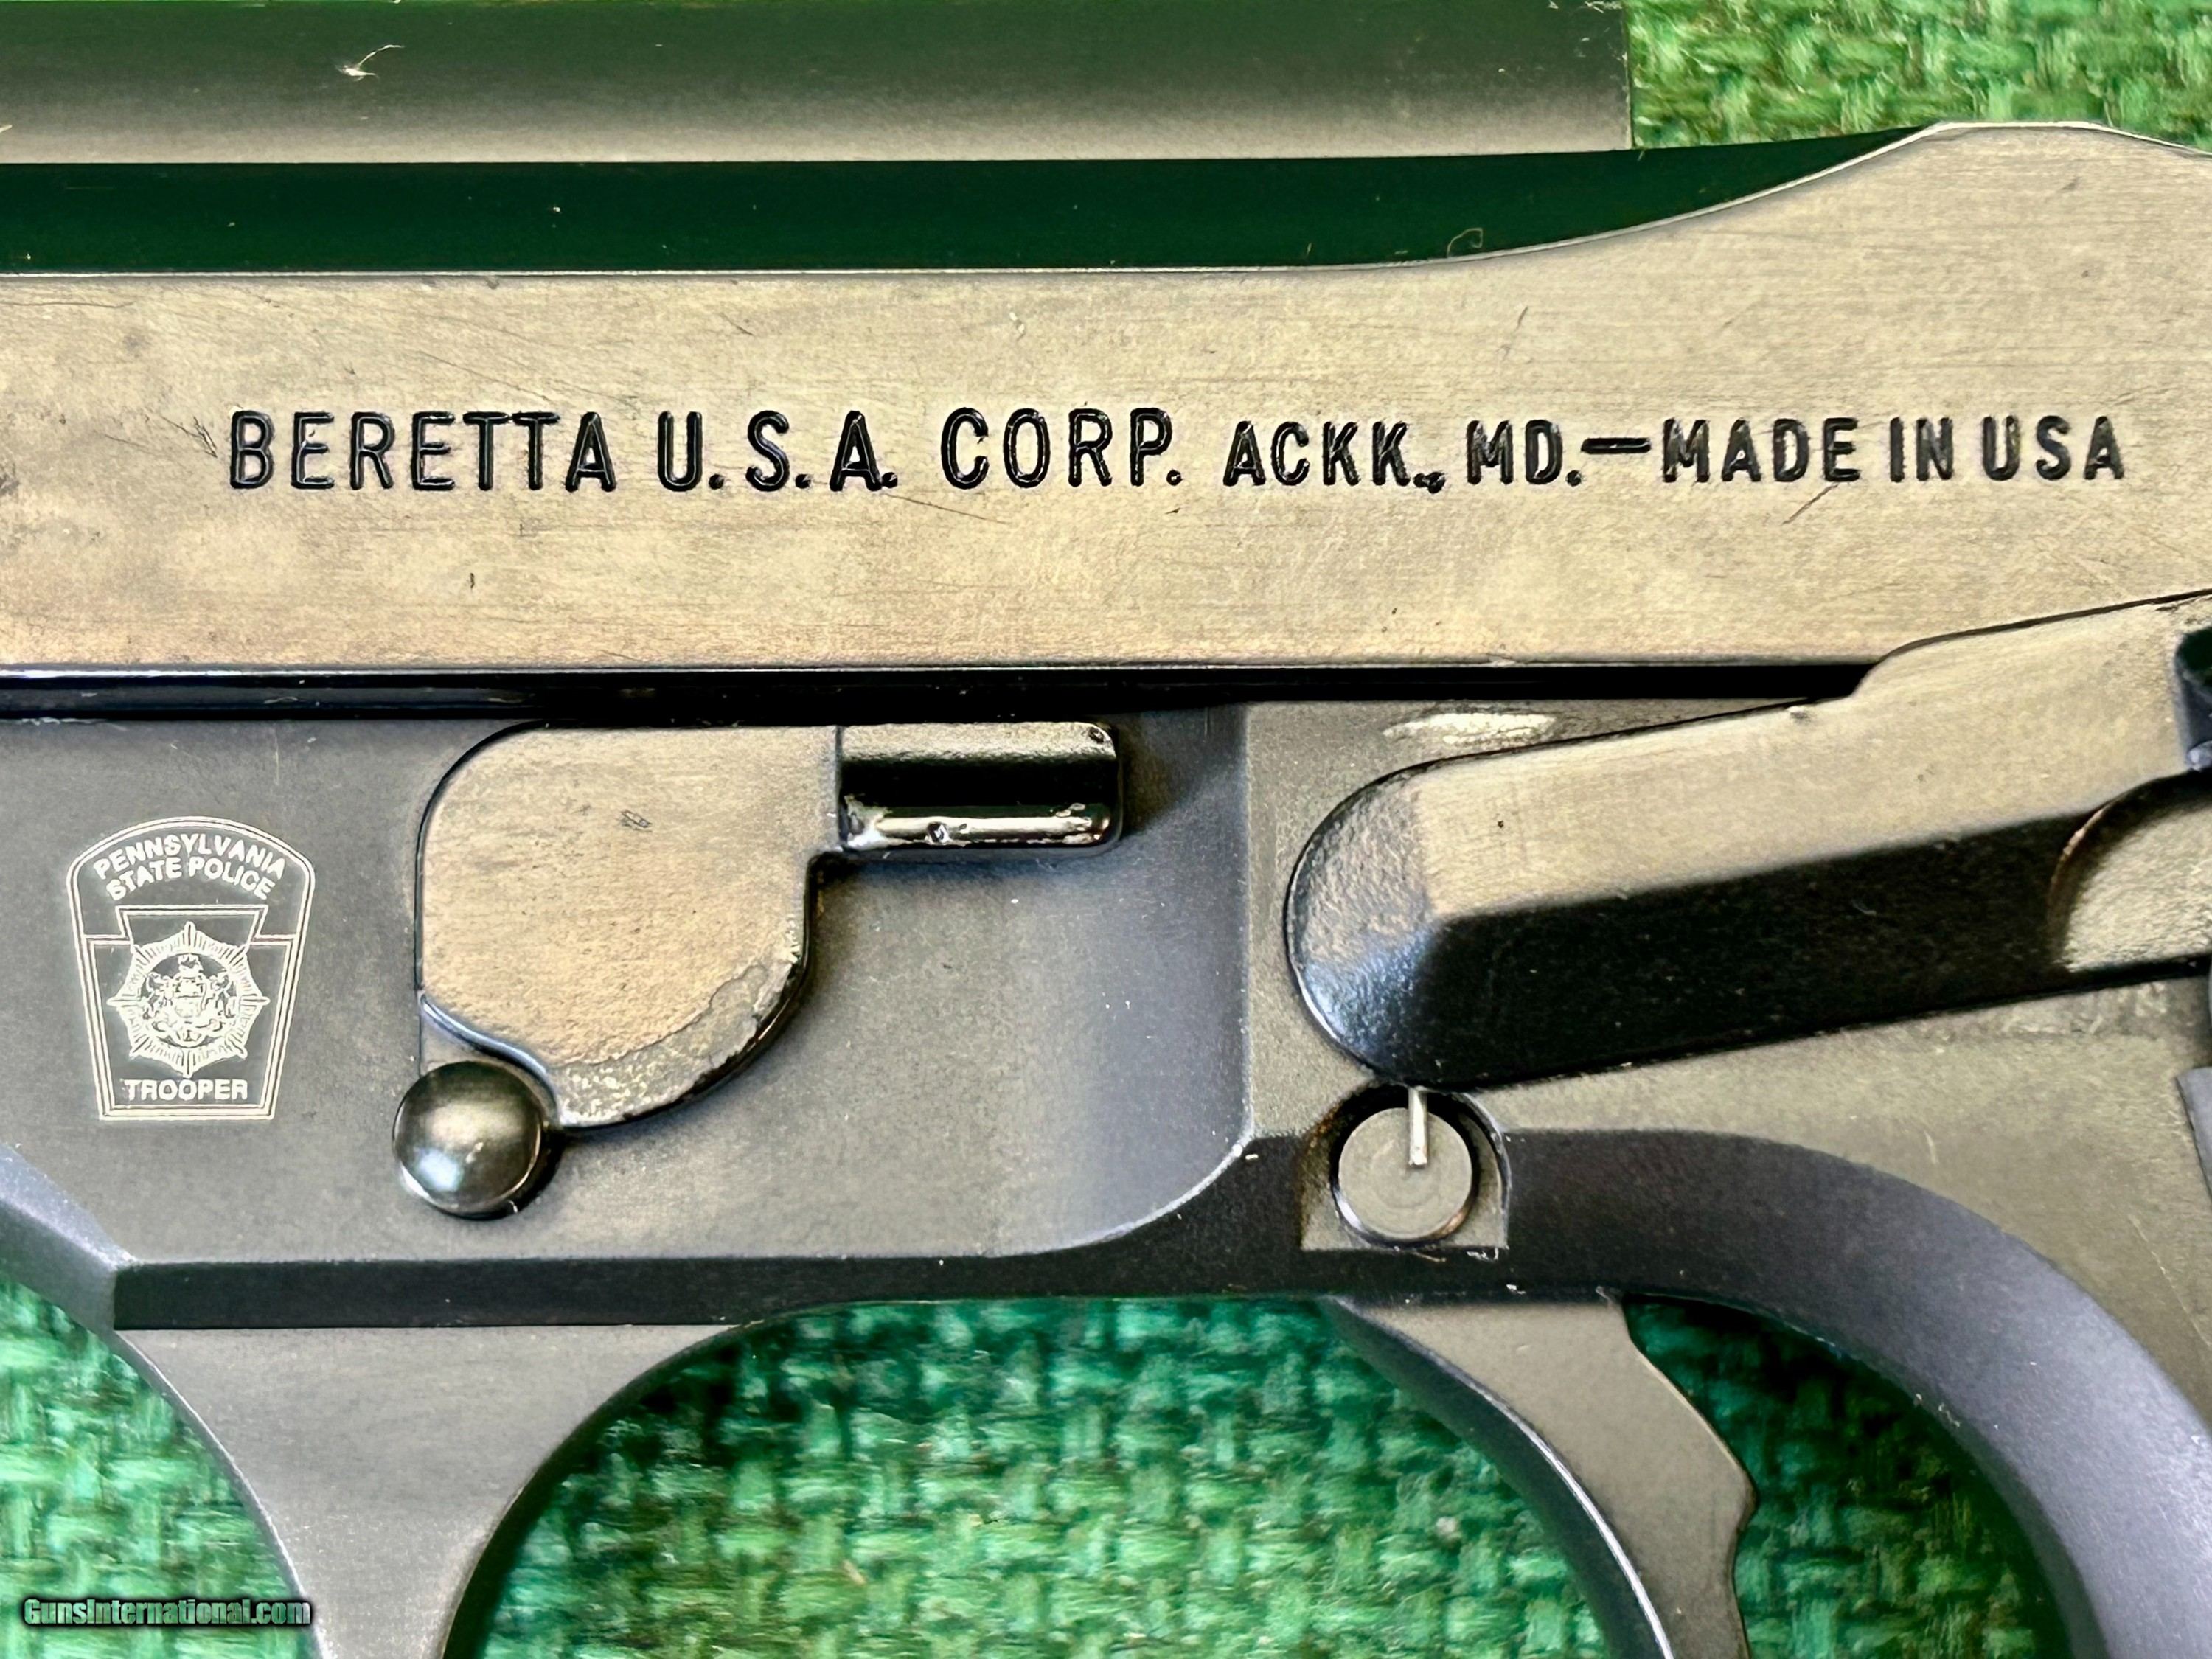 BERETTA U.S.A. CORP. ACKK., MD.—MADE IN USA
PENNSYLVANIA
STATE POLICE
TROOPER
GunsInternational.com